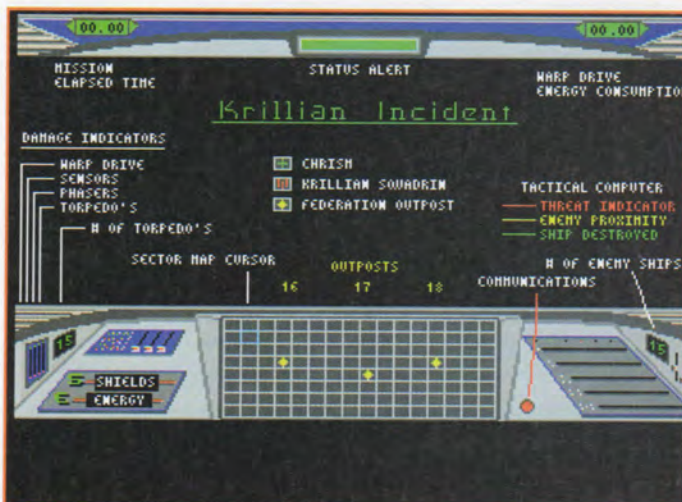 00.00
00.00
MISSION
ELAPSED TIME
STATUS ALERT
WARP DRIVE
ENERGY CONSUMPTION
Krillian Incident
DAMAGE INDICATORS
WARP DRIVE
SENSORS
PHASERS
TORPEDO'S
# OF TORPEDO'S
CHRISM
KRILLIAN SQUADRIN
FEDERATION OUTPOST
TACTICAL COMPUTER
THREAT INDICATOR
ENEMY PROXIMITY
SHIP DESTROYED
SECTOR MAP CURSOR
OUTPOSTS
16 17 18
# OF ENEMY SHIPS
COMMUNICATIONS
15
15
SHIELDS
ENERGY